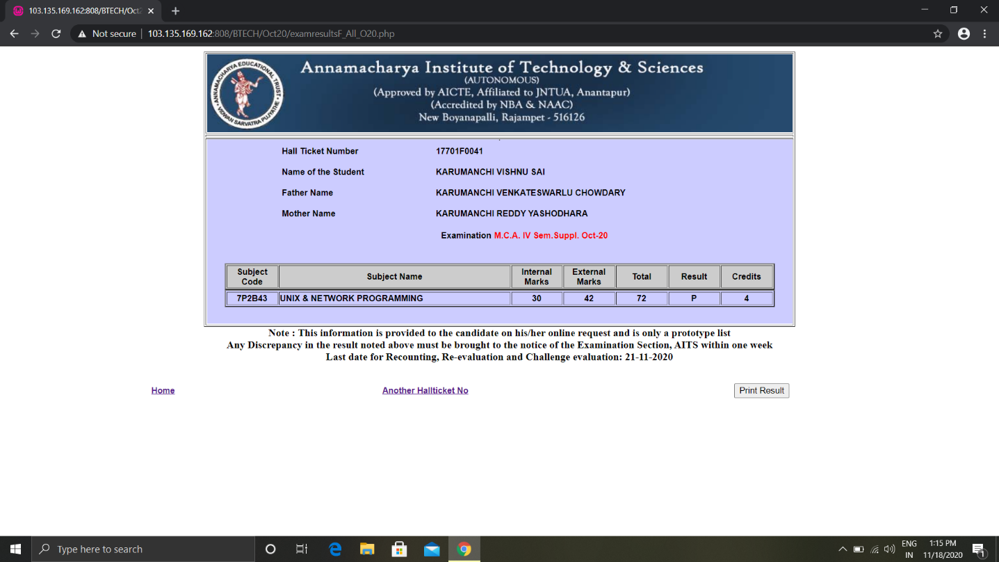 103.135.169.162:808/BTECH/Oct2
Not secure 103.135.169.162:808/BTECH/Oct20/examresultsF_All_O20.php
ANNAMACHARYA EDUCATIONAL TRUST
VIDWAN SARVATRA PUJYATHE
Annamacharya Institute of Technology & Sciences
(AUTONOMOUS)
(Approved by AICTE, Affiliated to JNTUA, Anantapur)
(Accredited by NBA & NAAC)
New Boyanapalli, Rajampet - 516126
Hall Ticket Number 17701F0041
Name of the Student KARUMANCHI VISHNU SAI
Father Name KARUMANCHI VENKATESWARLU CHOWDARY
Mother Name KARUMANCHI REDDY YASHODHARA
Examination M.C.A. IV Sem.Suppl. Oct-20
Subject Code Subject Name Internal Marks External Marks Total Result Credits
7P2B43 UNIX & NETWORK PROGRAMMING 30 42 72 P 4
Note : This information is provided to the candidate on his/her online request and is only a prototype list
Any Discrepancy in the result noted above must be brought to the notice of the Examination Section, AITS within one week
Last date for Recounting, Re-evaluation and Challenge evaluation: 21-11-2020
Home Another Hallticket No Print Result
Type here to search
ENG 1:15 PM
IN 11/18/2020 1